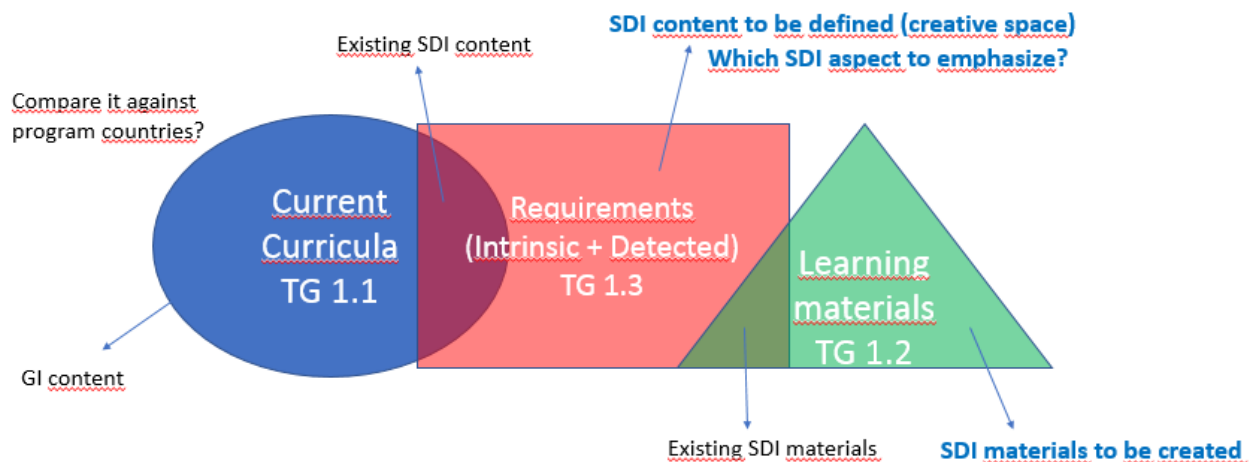 SDI content to be defined (creative space)
Which SDI aspect to emphasize?
Existing SDI content
Compare it against
program countries?
Current
Curricula
TG 1.1
Requirements
(Intrinsic + Detected)
TG 1.3
Learning
materials
TG 1.2
GI content
Existing SDI materials
SDI materials to be created